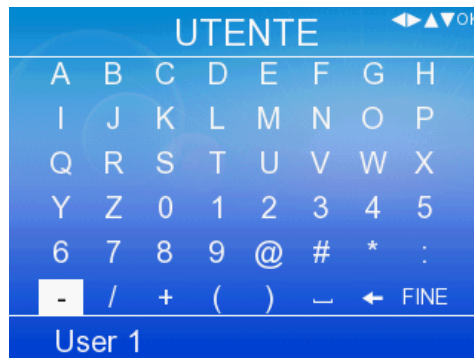 UTENTE ◀▶▲▼OK
A B C D E F G H
I J K L M N O P
Q R S T U V W X
Y Z 0 1 2 3 4 5
6 7 8 9 @ # * :
- / + ( ) ⎵ ← FINE
User 1